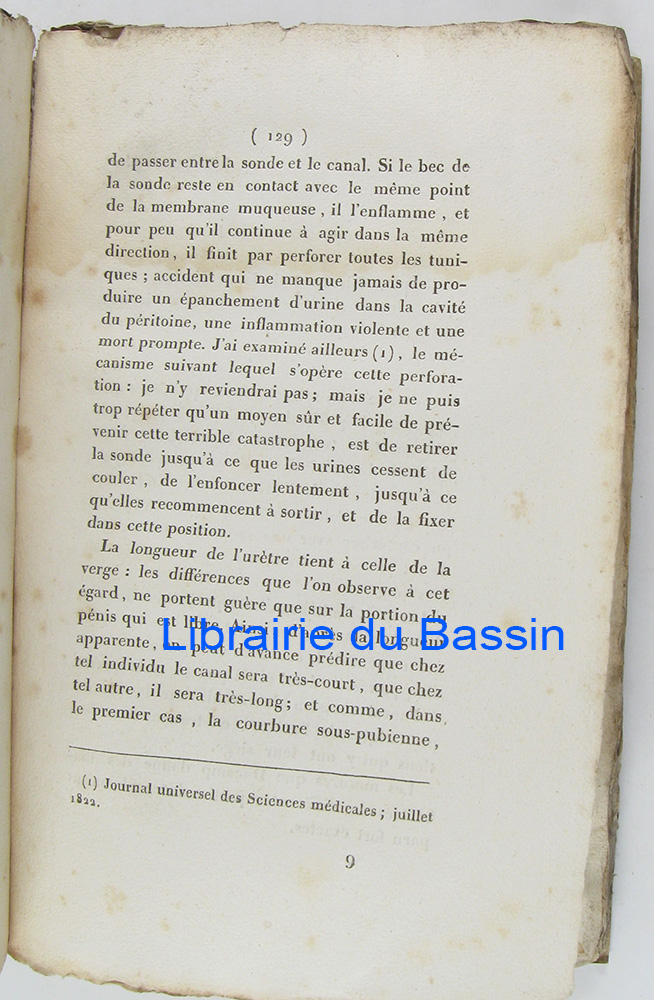 ( 129 )
de passer entre la sonde et le canal. Si le bec de
la sonde reste en contact avec le même point
de la membrane muqueuse, il l'enflamme, et
pour peu qu'il continue à agir dans la même
direction, il finit par perforer toutes les tuni-
ques ; accident qui ne manque jamais de pro-
duire un épanchement d'urine dans la cavité
du péritoine, une inflammation violente et une
mort prompte. J'ai examiné ailleurs (1), le mé-
canisme suivant lequel s'opère cette perfora-
tion : je n'y reviendrai pas ; mais je ne puis
trop répéter qu'un moyen sûr et facile de pré-
venir cette terrible catastrophe, est de retirer
la sonde jusqu'à ce que les urines cessent de
couler, de l'enfoncer lentement, jusqu'à ce
qu'elles recommencent à sortir, et de la fixer
dans cette position.
La longueur de l'urètre tient à celle de la
verge : les différences que l'on observe à cet
égard, ne portent guère que sur la portion du
pénis qui est libre. Ainsi, d'après la longueur
apparente, on peut d'avance prédire que chez
tel individu le canal sera très-court, que chez
tel autre, il sera très-long ; et comme, dans
le premier cas, la courbure sous-pubienne,
(1) Journal universel des Sciences médicales ; juillet
1822.
9
Librairie du Bassin